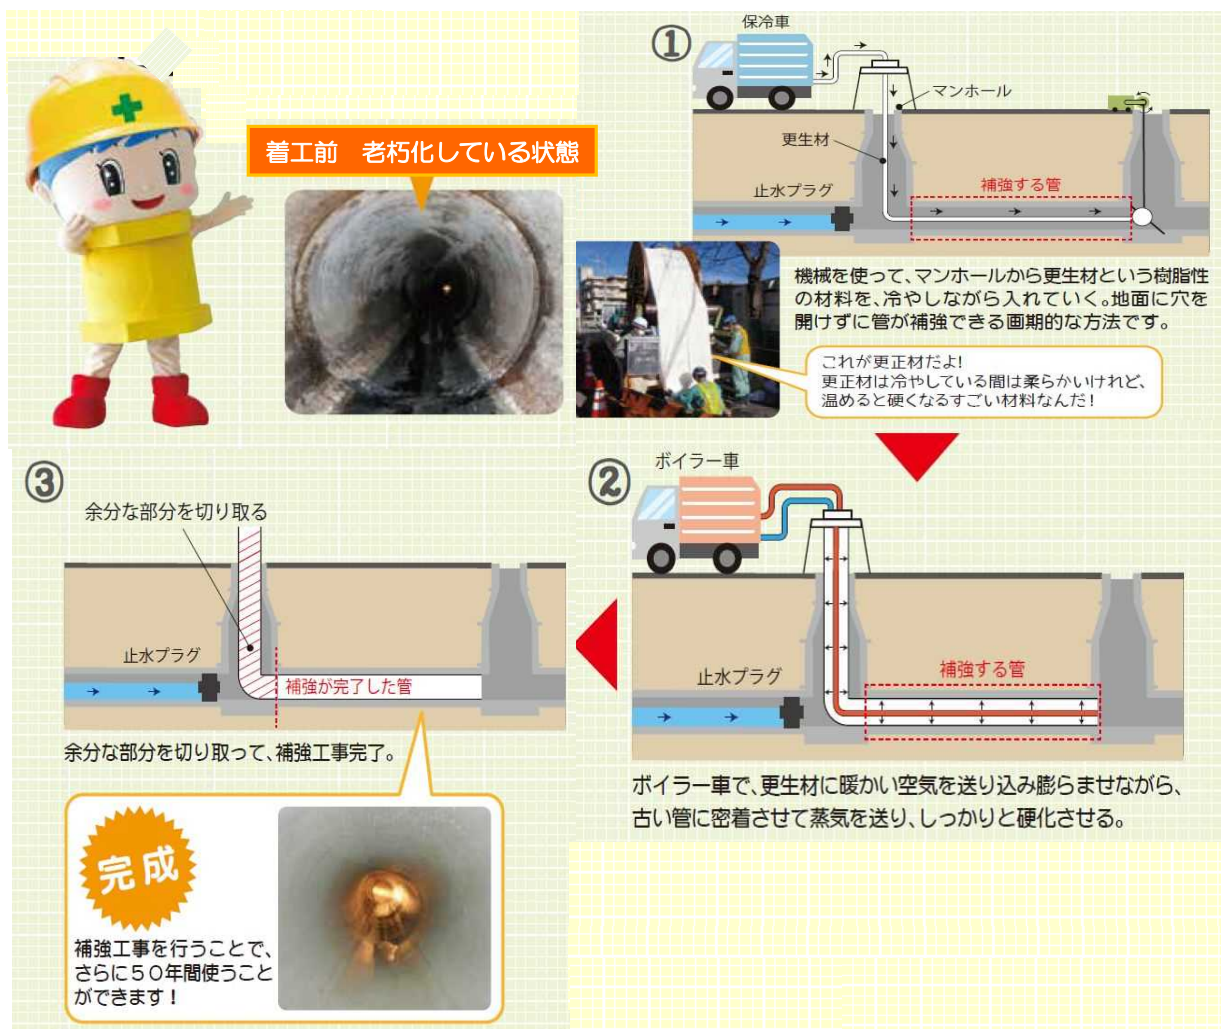 着工前　老朽化している状態
①
保冷車
マンホール
更生材
止水プラグ
補強する管
機械を使って、マンホールから更生材という樹脂性
の材料を、冷やしながら入れていく。地面に穴を
開けずに管が補強できる画期的な方法です。
これが更正材だよ!
更正材は冷やしている間は柔らかいけれど、
温めると硬くなるすごい材料なんだ!
②
ボイラー車
止水プラグ
補強する管
ボイラー車で、更生材に暖かい空気を送り込み膨らませながら、
古い管に密着させて蒸気を送り、しっかりと硬化させる。
③
余分な部分を切り取る
止水プラグ
補強が完了した管
余分な部分を切り取って、補強工事完了。
完成
補強工事を行うことで、
さらに50年間使うこと
ができます!